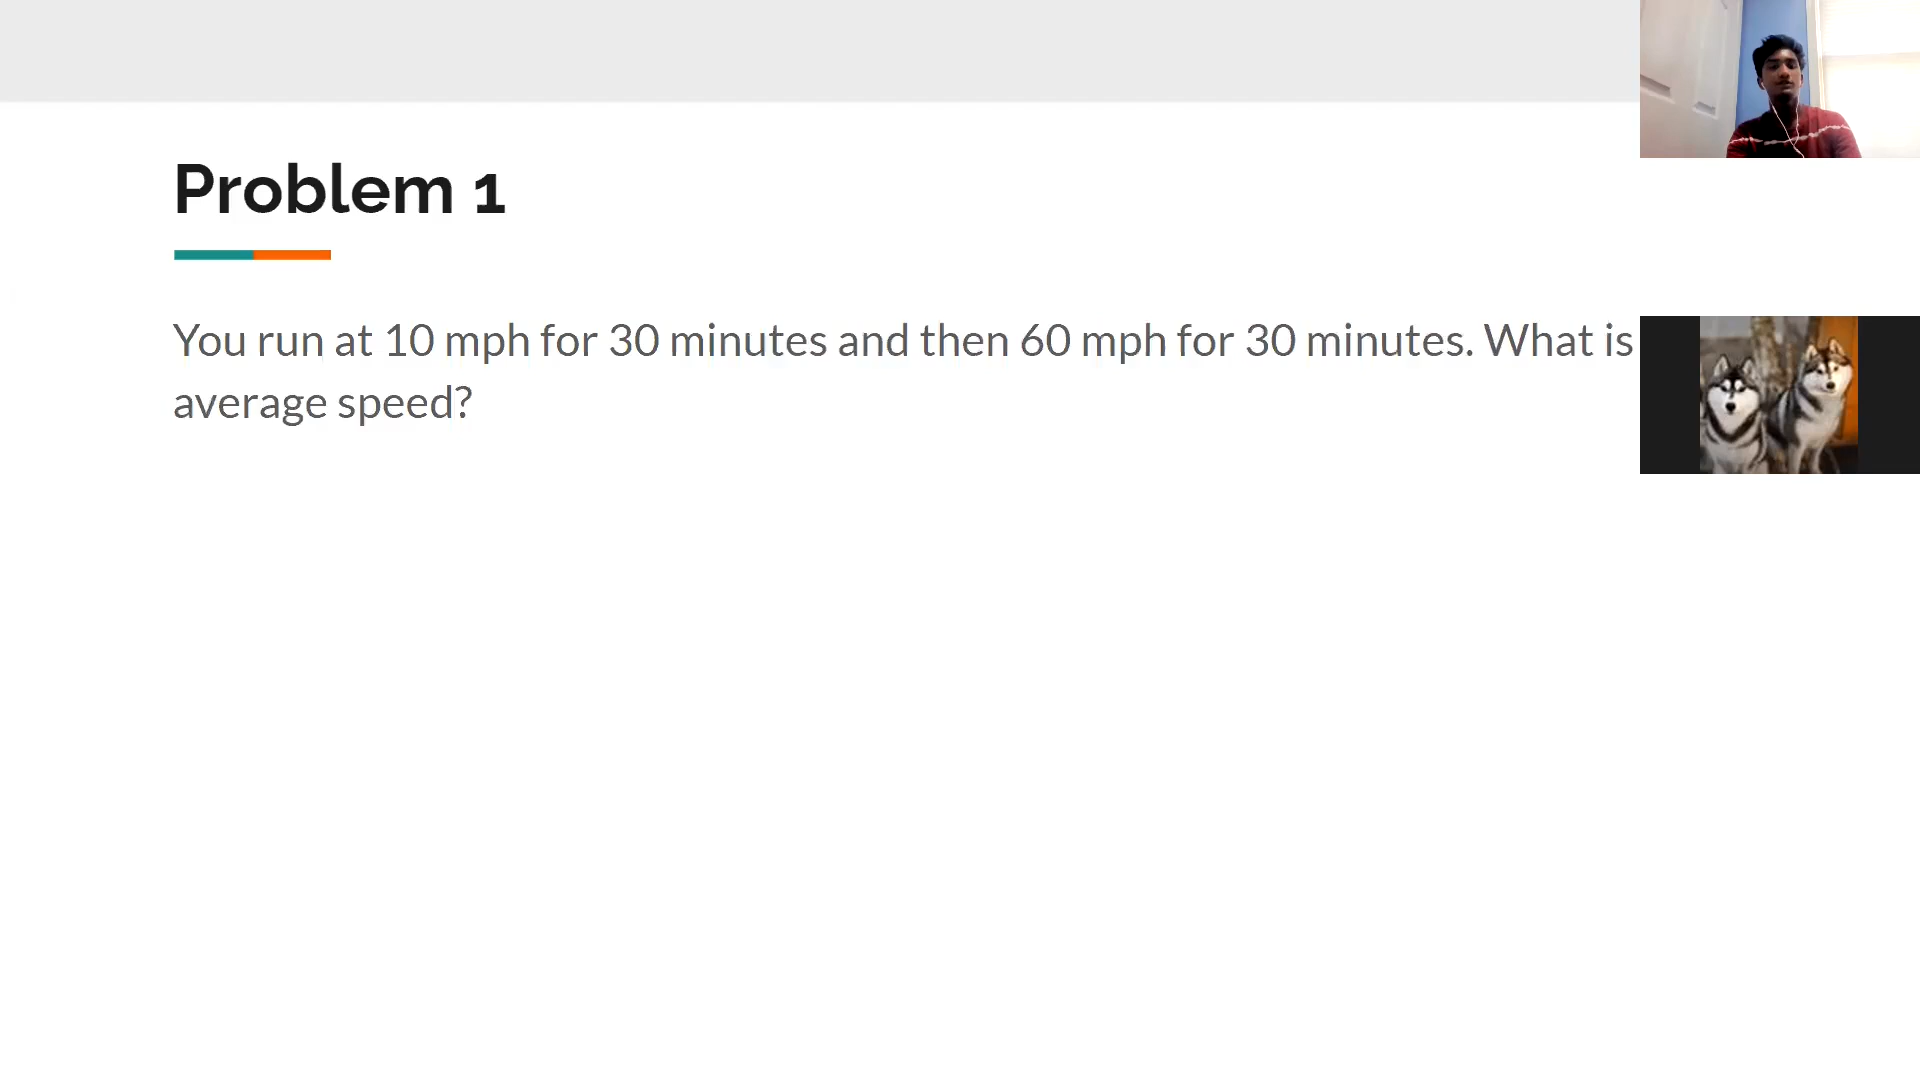 Problem 1
You run at 10 mph for 30 minutes and then 60 mph for 30 minutes. What is
average speed?